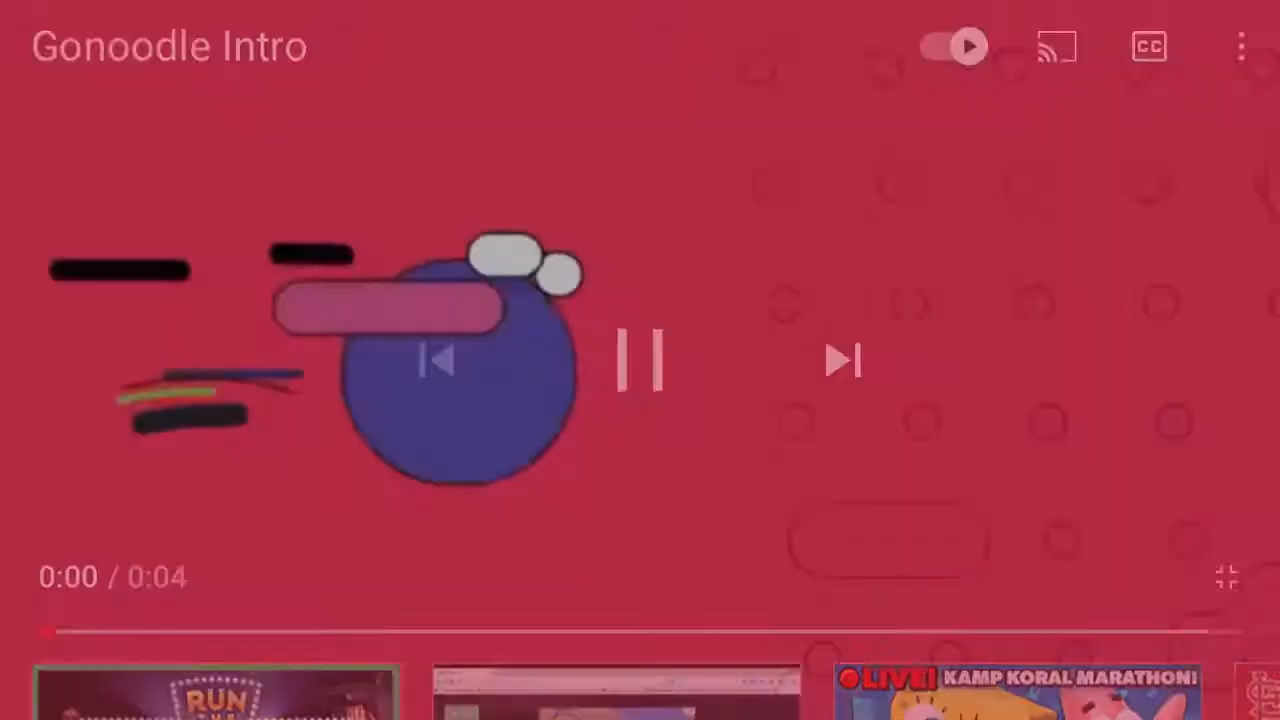 Gonoodle Intro
CC
0:00 / 0:04
RUN
LIVE! KAMP KORAL MARATHON!